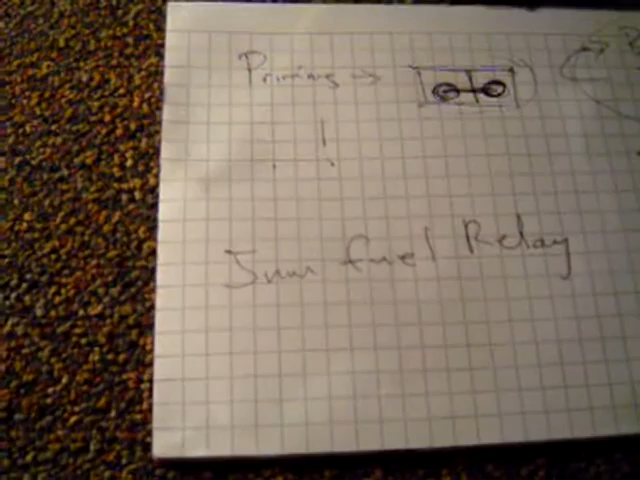 Priming →
!
fuel Relay